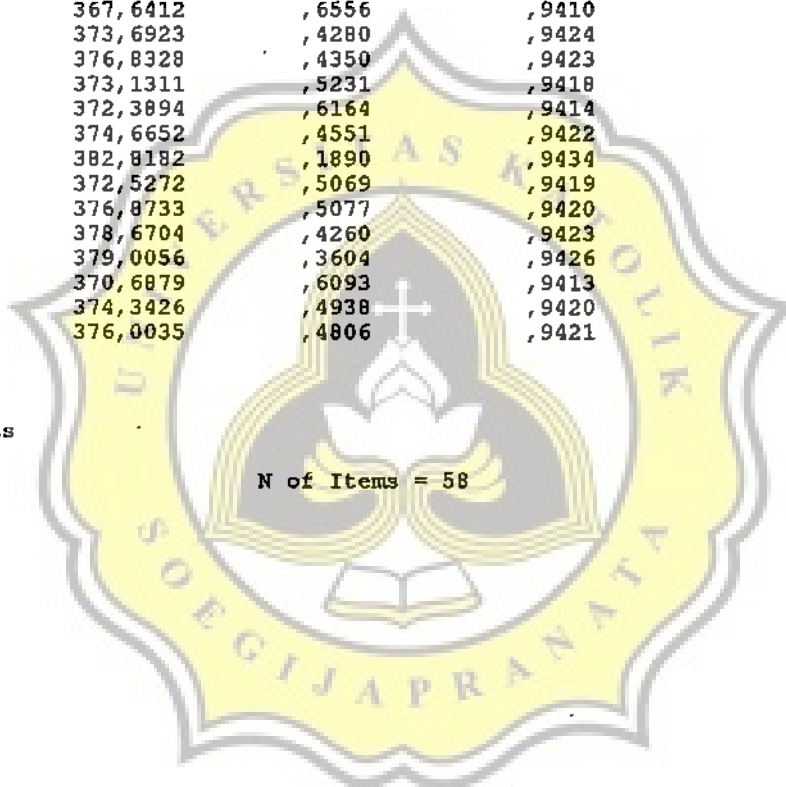 367,6412 ,6556 ,9410
373,6923 ,4280 ,9424
376,8328 ,4350 ,9423
373,1311 ,5231 ,9418
372,3894 ,6164 ,9414
374,6652 ,4551 ,9422
382,8182 ,1890 ,9434
372,5272 ,5069 ,9419
376,8733 ,5077 ,9420
378,6704 ,4260 ,9423
379,0056 ,3604 ,9426
370,6879 ,6093 ,9413
374,3426 ,4938 ,9420
376,0035 ,4806 ,9421
N of Items = 58
UNIVERSITAS KATOLIK
SOEGIJAPRANATA